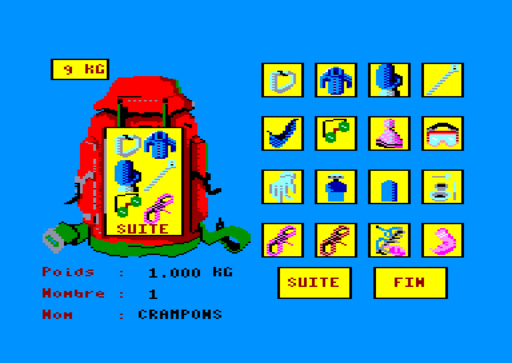 9 KG
SUITE
Poids : 1.000 KG
Nombre : 1
Nom : CRAMPONS
SUITE
FIN